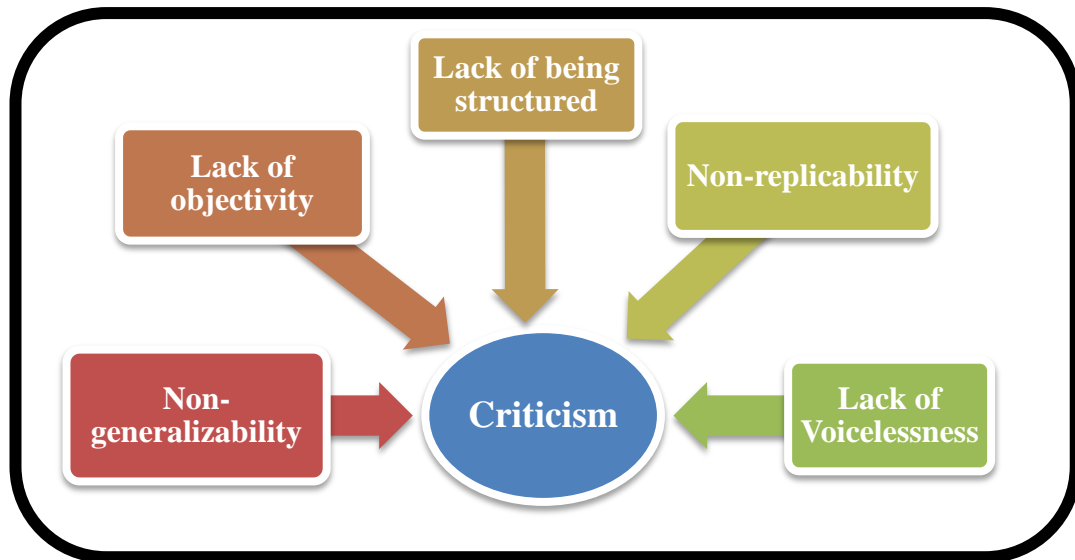 Lack of being
structured
Lack of
objectivity
Non-replicability
Non-
generalizability
Criticism
Lack of
Voicelessness